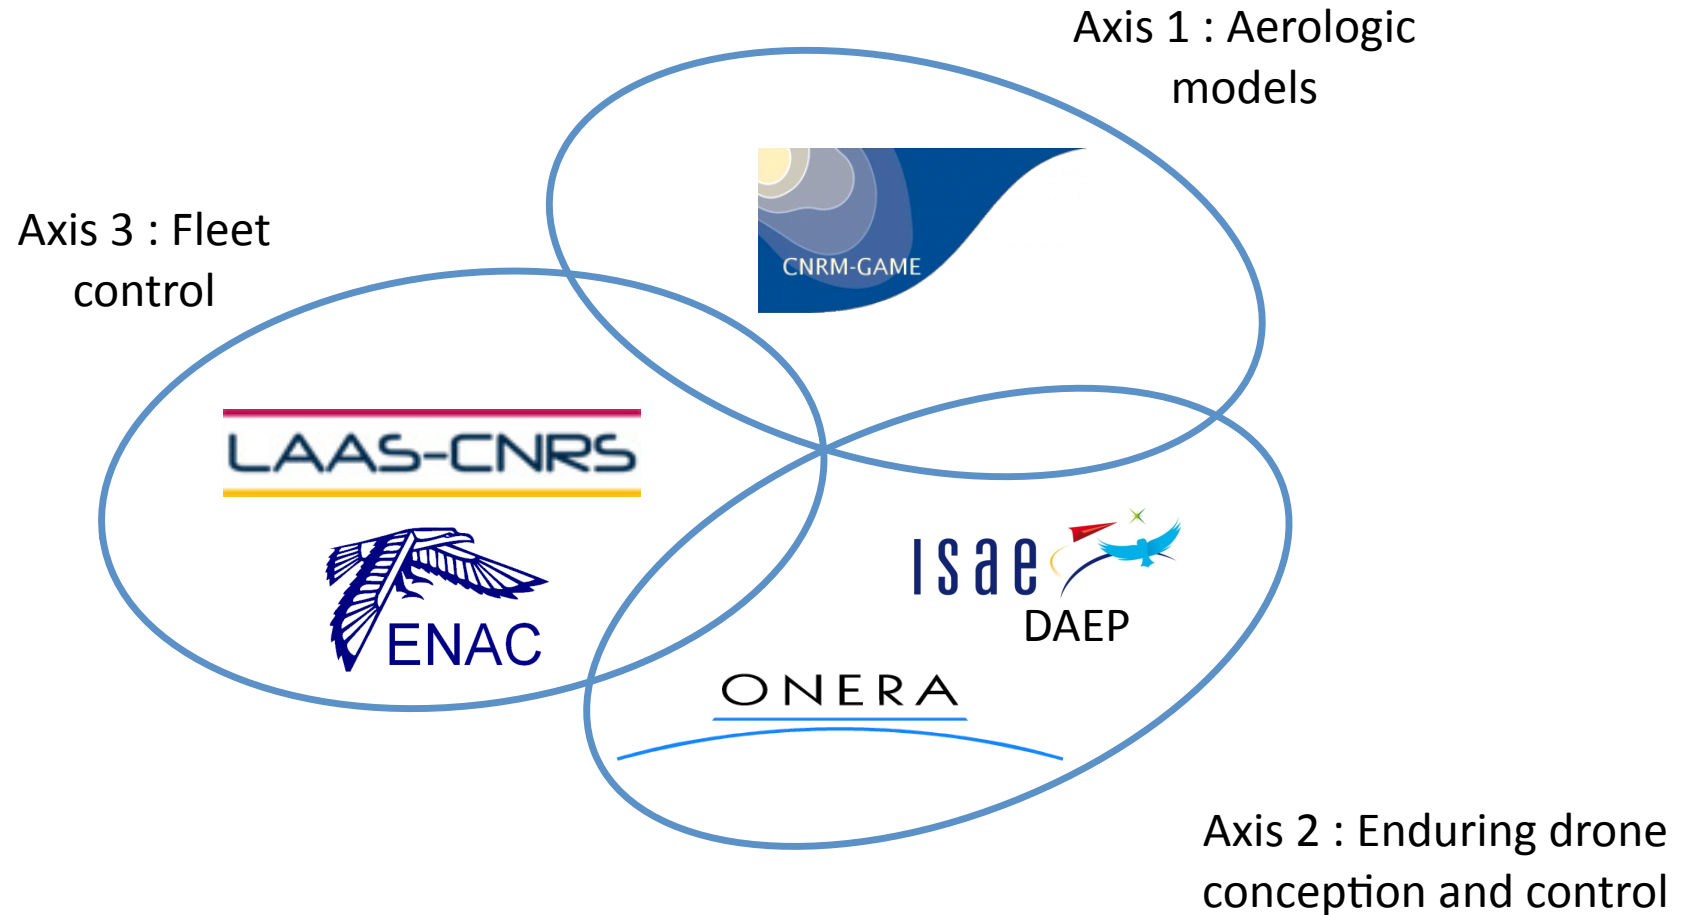 Axis 1 : Aerologic
models
CNRM-GAME
Axis 3 : Fleet
control
LAAS-CNRS
ENAC
isae
DAEP
ONERA
Axis 2 : Enduring drone
conception and control